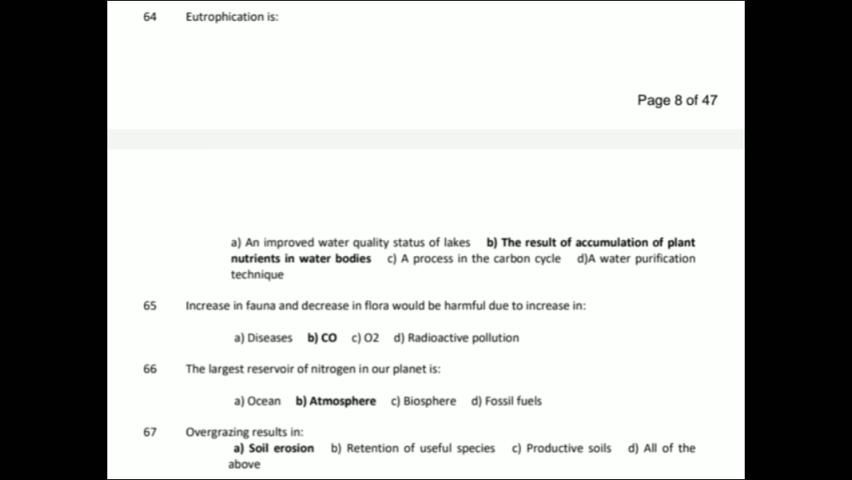 64 Eutrophication is:
Page 8 of 47
a) An improved water quality status of lakes b) The result of accumulation of plant
nutrients in water bodies c) A process in the carbon cycle d)A water purification
technique
65 Increase in fauna and decrease in flora would be harmful due to increase in:
a) Diseases b) CO c) O2 d) Radioactive pollution
66 The largest reservoir of nitrogen in our planet is:
a) Ocean b) Atmosphere c) Biosphere d) Fossil fuels
67 Overgrazing results in:
a) Soil erosion b) Retention of useful species c) Productive soils d) All of the
above